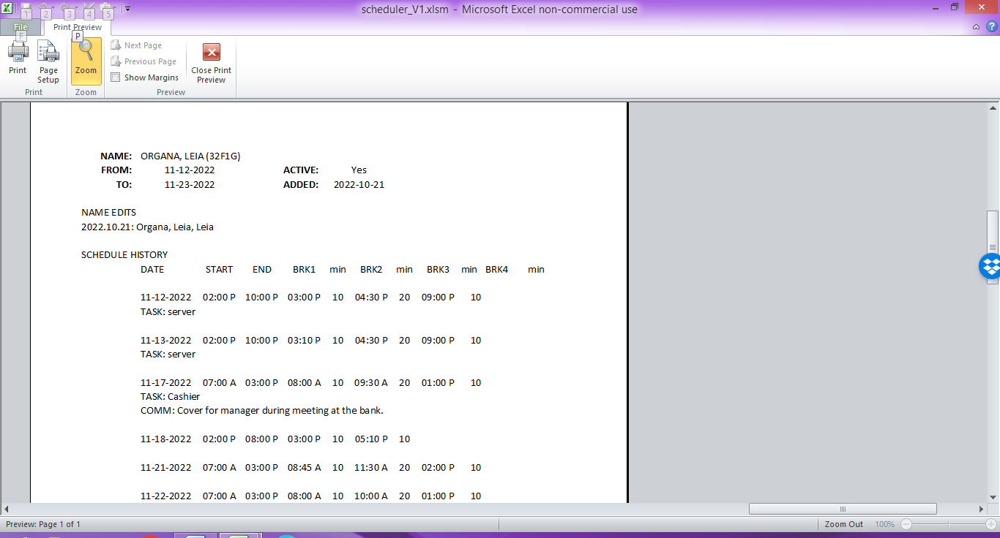 scheduler_V1.xlsm - Microsoft Excel non-commercial use
1 2 3 4 5
File Print Preview
F P
Next Page
Previous Page
Show Margins
Print Page Setup Zoom Close Print Preview
Print Zoom Preview
NAME: ORGANA, LEIA (32F1G)
FROM: 11-12-2022 ACTIVE: Yes
TO: 11-23-2022 ADDED: 2022-10-21
NAME EDITS
2022.10.21: Organa, Leia, Leia
SCHEDULE HISTORY
DATE START END BRK1 min BRK2 min BRK3 min BRK4 min
11-12-2022 02:00 P 10:00 P 03:00 P 10 04:30 P 20 09:00 P 10
TASK: server
11-13-2022 02:00 P 10:00 P 03:10 P 10 04:30 P 20 09:00 P 10
TASK: server
11-17-2022 07:00 A 03:00 P 08:00 A 10 09:30 A 20 01:00 P 10
TASK: Cashier
COMM: Cover for manager during meeting at the bank.
11-18-2022 02:00 P 08:00 P 03:00 P 10 05:10 P 10
11-21-2022 07:00 A 03:00 P 08:45 A 10 11:30 A 20 02:00 P 10
11-22-2022 07:00 A 03:00 P 08:00 A 10 10:00 A 20 01:00 P 10
Preview: Page 1 of 1 Zoom Out 100%